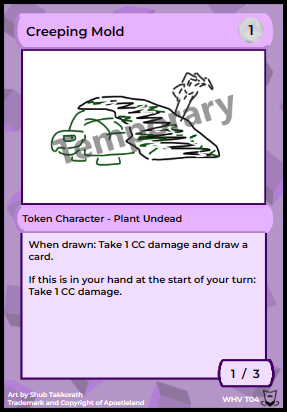 Creeping Mold
1
Temporary
Token Character - Plant Undead
When drawn: Take 1 CC damage and draw a
card.
If this is in your hand at the start of your turn:
Take 1 CC damage.
1 / 3
Art by Shub Takkorath
Trademark and Copyright of Apostleland
WHV T04